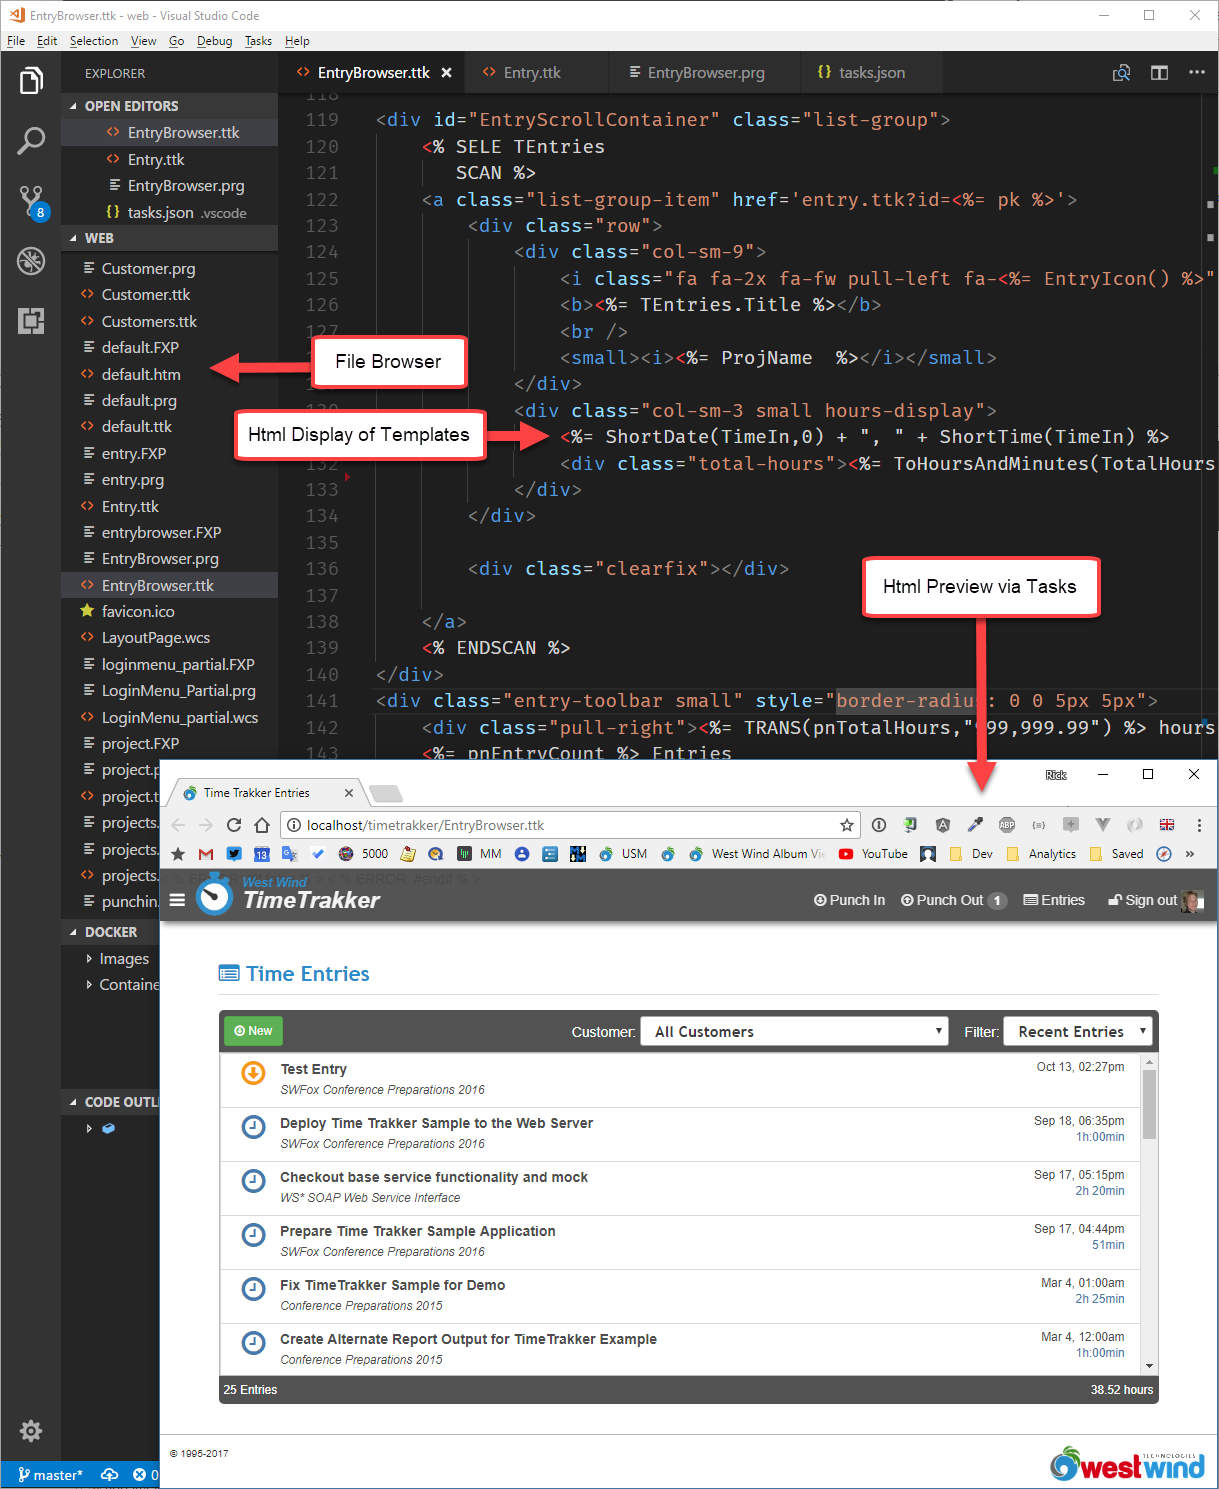 EntryBrowser.ttk - web - Visual Studio Code
File Edit Selection View Go Debug Tasks Help
EXPLORER
OPEN EDITORS
EntryBrowser.ttk
Entry.ttk
EntryBrowser.prg
tasks.json .vscode
8
WEB
Customer.prg
Customer.ttk
Customers.ttk
default.FXP
default.htm
default.prg
default.ttk
entry.FXP
entry.prg
Entry.ttk
entrybrowser.FXP
EntryBrowser.prg
EntryBrowser.ttk
favicon.ico
LayoutPage.wcs
loginmenu_partial.FXP
LoginMenu_Partial.prg
LoginMenu_partial.wcs
project.FXP
project.p
project.t
projects.
projects.
projects.
punchin.
DOCKER
Images
Containe
CODE OUTL
master* 0
EntryBrowser.ttk Entry.ttk EntryBrowser.prg tasks.json
118
119 <div id="EntryScrollContainer" class="list-group">
120 <% SELE TEntries
121 SCAN %>
122 <a class="list-group-item" href='entry.ttk?id=<%= pk %>'>
123 <div class="row">
124 <div class="col-sm-9">
125 <i class="fa fa-2x fa-fw pull-left fa-<%= EntryIcon() %>"
126 <b><%= TEntries.Title %></b>
127 <br />
<small><i><%= ProjName %></i></small>
</div>
130 <div class="col-sm-3 small hours-display">
<%= ShortDate(TimeIn,0) + ", " + ShortTime(TimeIn) %>
132 <div class="total-hours"><%= ToHoursAndMinutes(TotalHours
133 </div>
134 </div>
135
136 <div class="clearfix"></div>
137
138 </a>
139 <% ENDSCAN %>
140 </div>
141 <div class="entry-toolbar small" style="border-radius: 0 0 5px 5px">
142 <div class="pull-right"><%= TRANS(pnTotalHours,"999,999.99") %> hours
143 <%= pnEntryCount %> Entries
File Browser
Html Display of Templates
Html Preview via Tasks
Rick
Time Trakker Entries
localhost/timetrakker/EntryBrowser.ttk
ABP
13 5000 MM USM West Wind Album Vi YouTube Dev Analytics Saved »
% ERROR: #endif % >
West Wind
TimeTrakker
Punch In Punch Out 1 Entries Sign out
Time Entries
New Customer: All Customers Filter: Recent Entries
Test Entry Oct 13, 02:27pm
SWFox Conference Preparations 2016
Deploy Time Trakker Sample to the Web Server Sep 18, 06:35pm
SWFox Conference Preparations 2016 1h:00min
Checkout base service functionality and mock Sep 17, 05:15pm
WS* SOAP Web Service Interface 2h 20min
Prepare Time Trakker Sample Application Sep 17, 04:44pm
SWFox Conference Preparations 2016 51min
Fix TimeTrakker Sample for Demo Mar 4, 01:00am
Conference Preparations 2015 2h 25min
Create Alternate Report Output for TimeTrakker Example Mar 4, 12:00am
Conference Preparations 2015 1h:00min
25 Entries 38.52 hours
© 1995-2017
TECHNOLOGIES
westwind